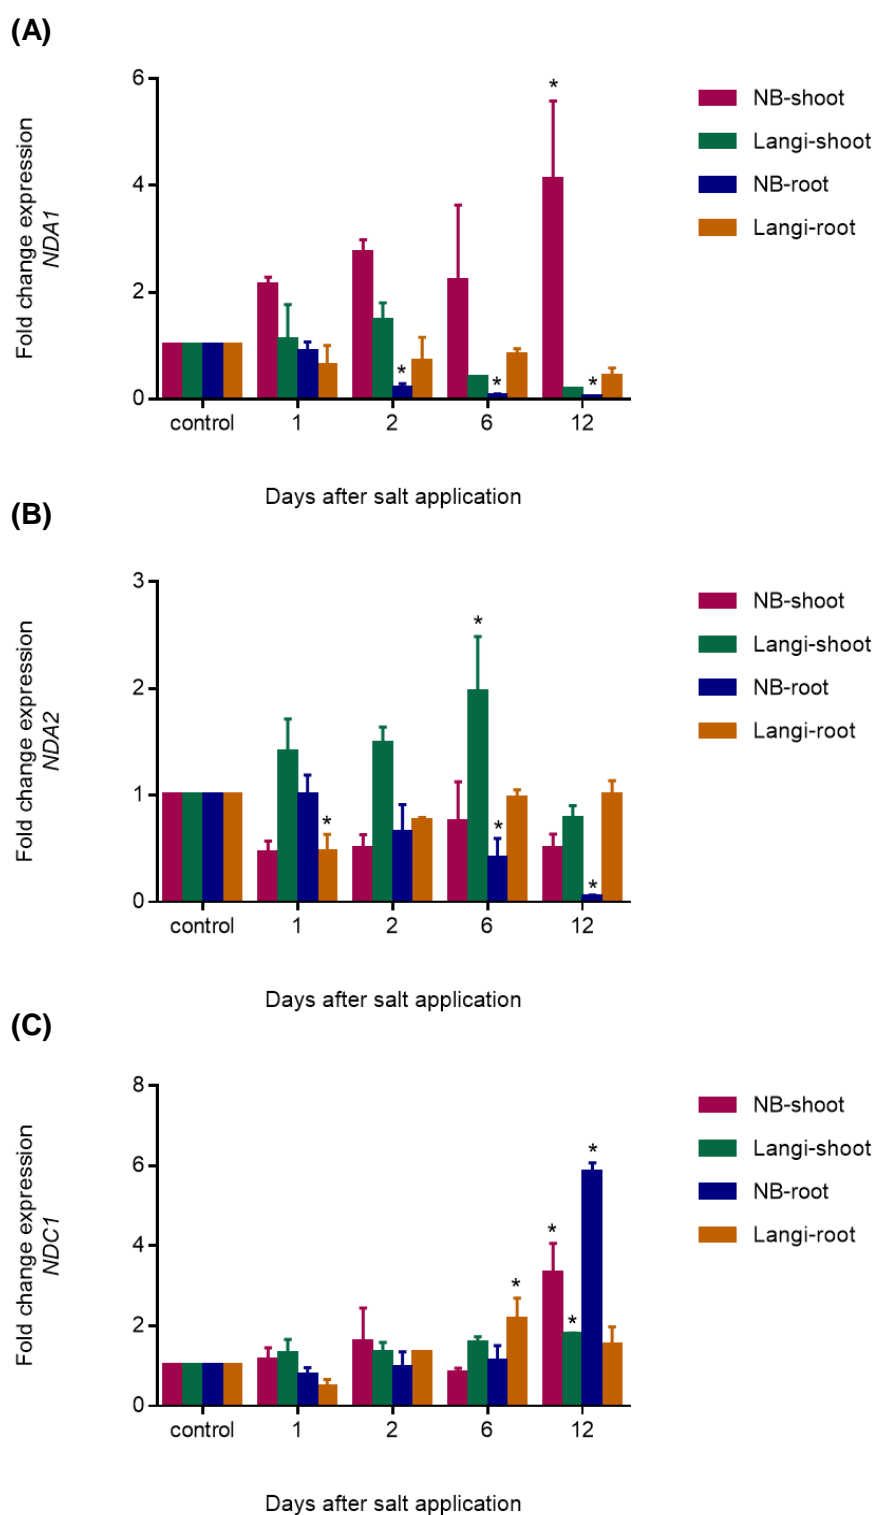 (A)
Fold change expression
NDA1
6
4
2
0
*
*
*
*
control 1 2 6 12
Days after salt application
NB-shoot
Langi-shoot
NB-root
Langi-root
(B)
Fold change expression
NDA2
3
2
1
0
*
*
*
*
control 1 2 6 12
Days after salt application
NB-shoot
Langi-shoot
NB-root
Langi-root
(C)
Fold change expression
NDC1
8
6
4
2
0
*
*
*
*
control 1 2 6 12
Days after salt application
NB-shoot
Langi-shoot
NB-root
Langi-root